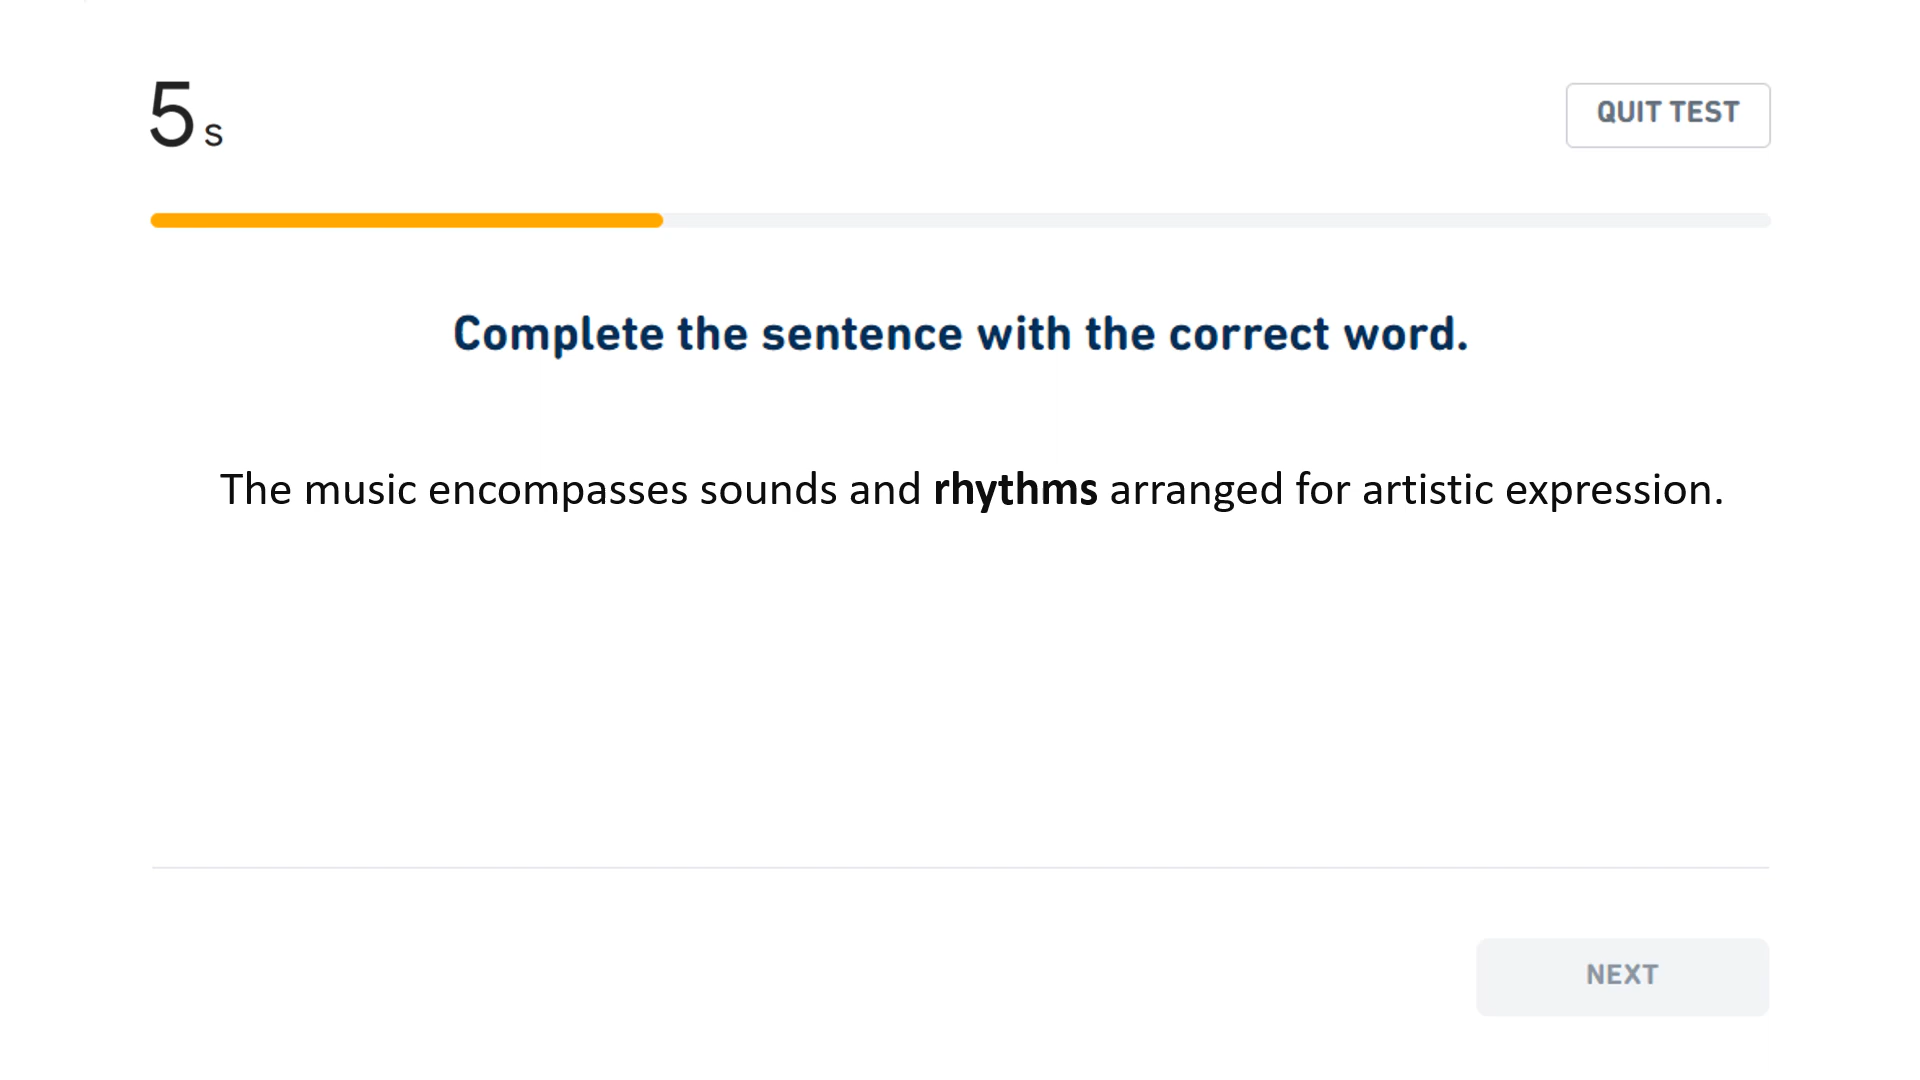 5 s
QUIT TEST
Complete the sentence with the correct word.
The music encompasses sounds and rhythms arranged for artistic expression.
NEXT